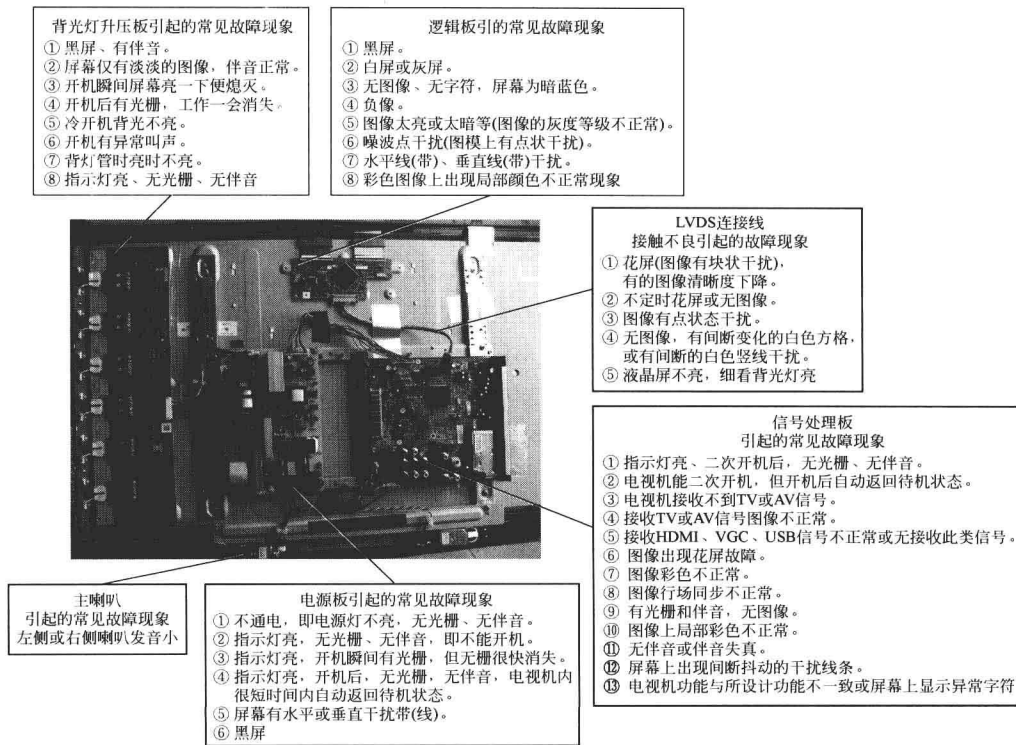 背光灯升压板引起的常见故障现象
① 黑屏、有伴音。
② 屏幕仅有淡淡的图像，伴音正常。
③ 开机瞬间屏幕亮一下便熄灭。
④ 开机后有光栅，工作一会消失。
⑤ 冷开机背光不亮。
⑥ 开机有异常叫声。
⑦ 背灯管时亮时不亮。
⑧ 指示灯亮、无光栅、无伴音
逻辑板引的常见故障现象
① 黑屏。
② 白屏或灰屏。
③ 无图像、无字符，屏幕为暗蓝色。
④ 负像。
⑤ 图像太亮或太暗等(图像的灰度等级不正常)。
⑥ 噪波点干扰(图模上有点状干扰)。
⑦ 水平线(带)、垂直线(带)干扰。
⑧ 彩色图像上出现局部颜色不正常现象
LVDS连接线
接触不良引起的故障现象
① 花屏(图像有块状干扰)，
有的图像清晰度下降。
② 不定时花屏或无图像。
③ 图像有点状态干扰。
④ 无图像，有间断变化的白色方格，
或有间断的白色竖线干扰。
⑤ 液晶屏不亮，细看背光灯亮
信号处理板
引起的常见故障现象
① 指示灯亮、二次开机后，无光栅、无伴音。
② 电视机能二次开机，但开机后自动返回待机状态。
③ 电视机接收不到TV或AV信号。
④ 接收TV或AV信号图像不正常。
⑤ 接收HDMI、VGC、USB信号不正常或无接收此类信号。
⑥ 图像出现花屏故障。
⑦ 图像彩色不正常。
⑧ 图像行场同步不正常。
⑨ 有光栅和伴音，无图像。
⑩ 图像上局部彩色不正常。
⑪ 无伴音或伴音失真。
⑫ 屏幕上出现间断抖动的干扰线条。
⑬ 电视机功能与所设计功能不一致或屏幕上显示异常字符
主喇叭
引起的常见故障现象
左侧或右侧喇叭发音小
电源板引起的常见故障现象
① 不通电，即电源灯不亮，无光栅、无伴音。
② 指示灯亮，无光栅、无伴音，即不能开机。
③ 指示灯亮，开机瞬间有光栅，但无栅很快消失。
④ 指示灯亮，开机后，无光栅，无伴音，电视机内
很短时间内自动返回待机状态。
⑤ 屏幕有水平或垂直干扰带(线)。
⑥ 黑屏